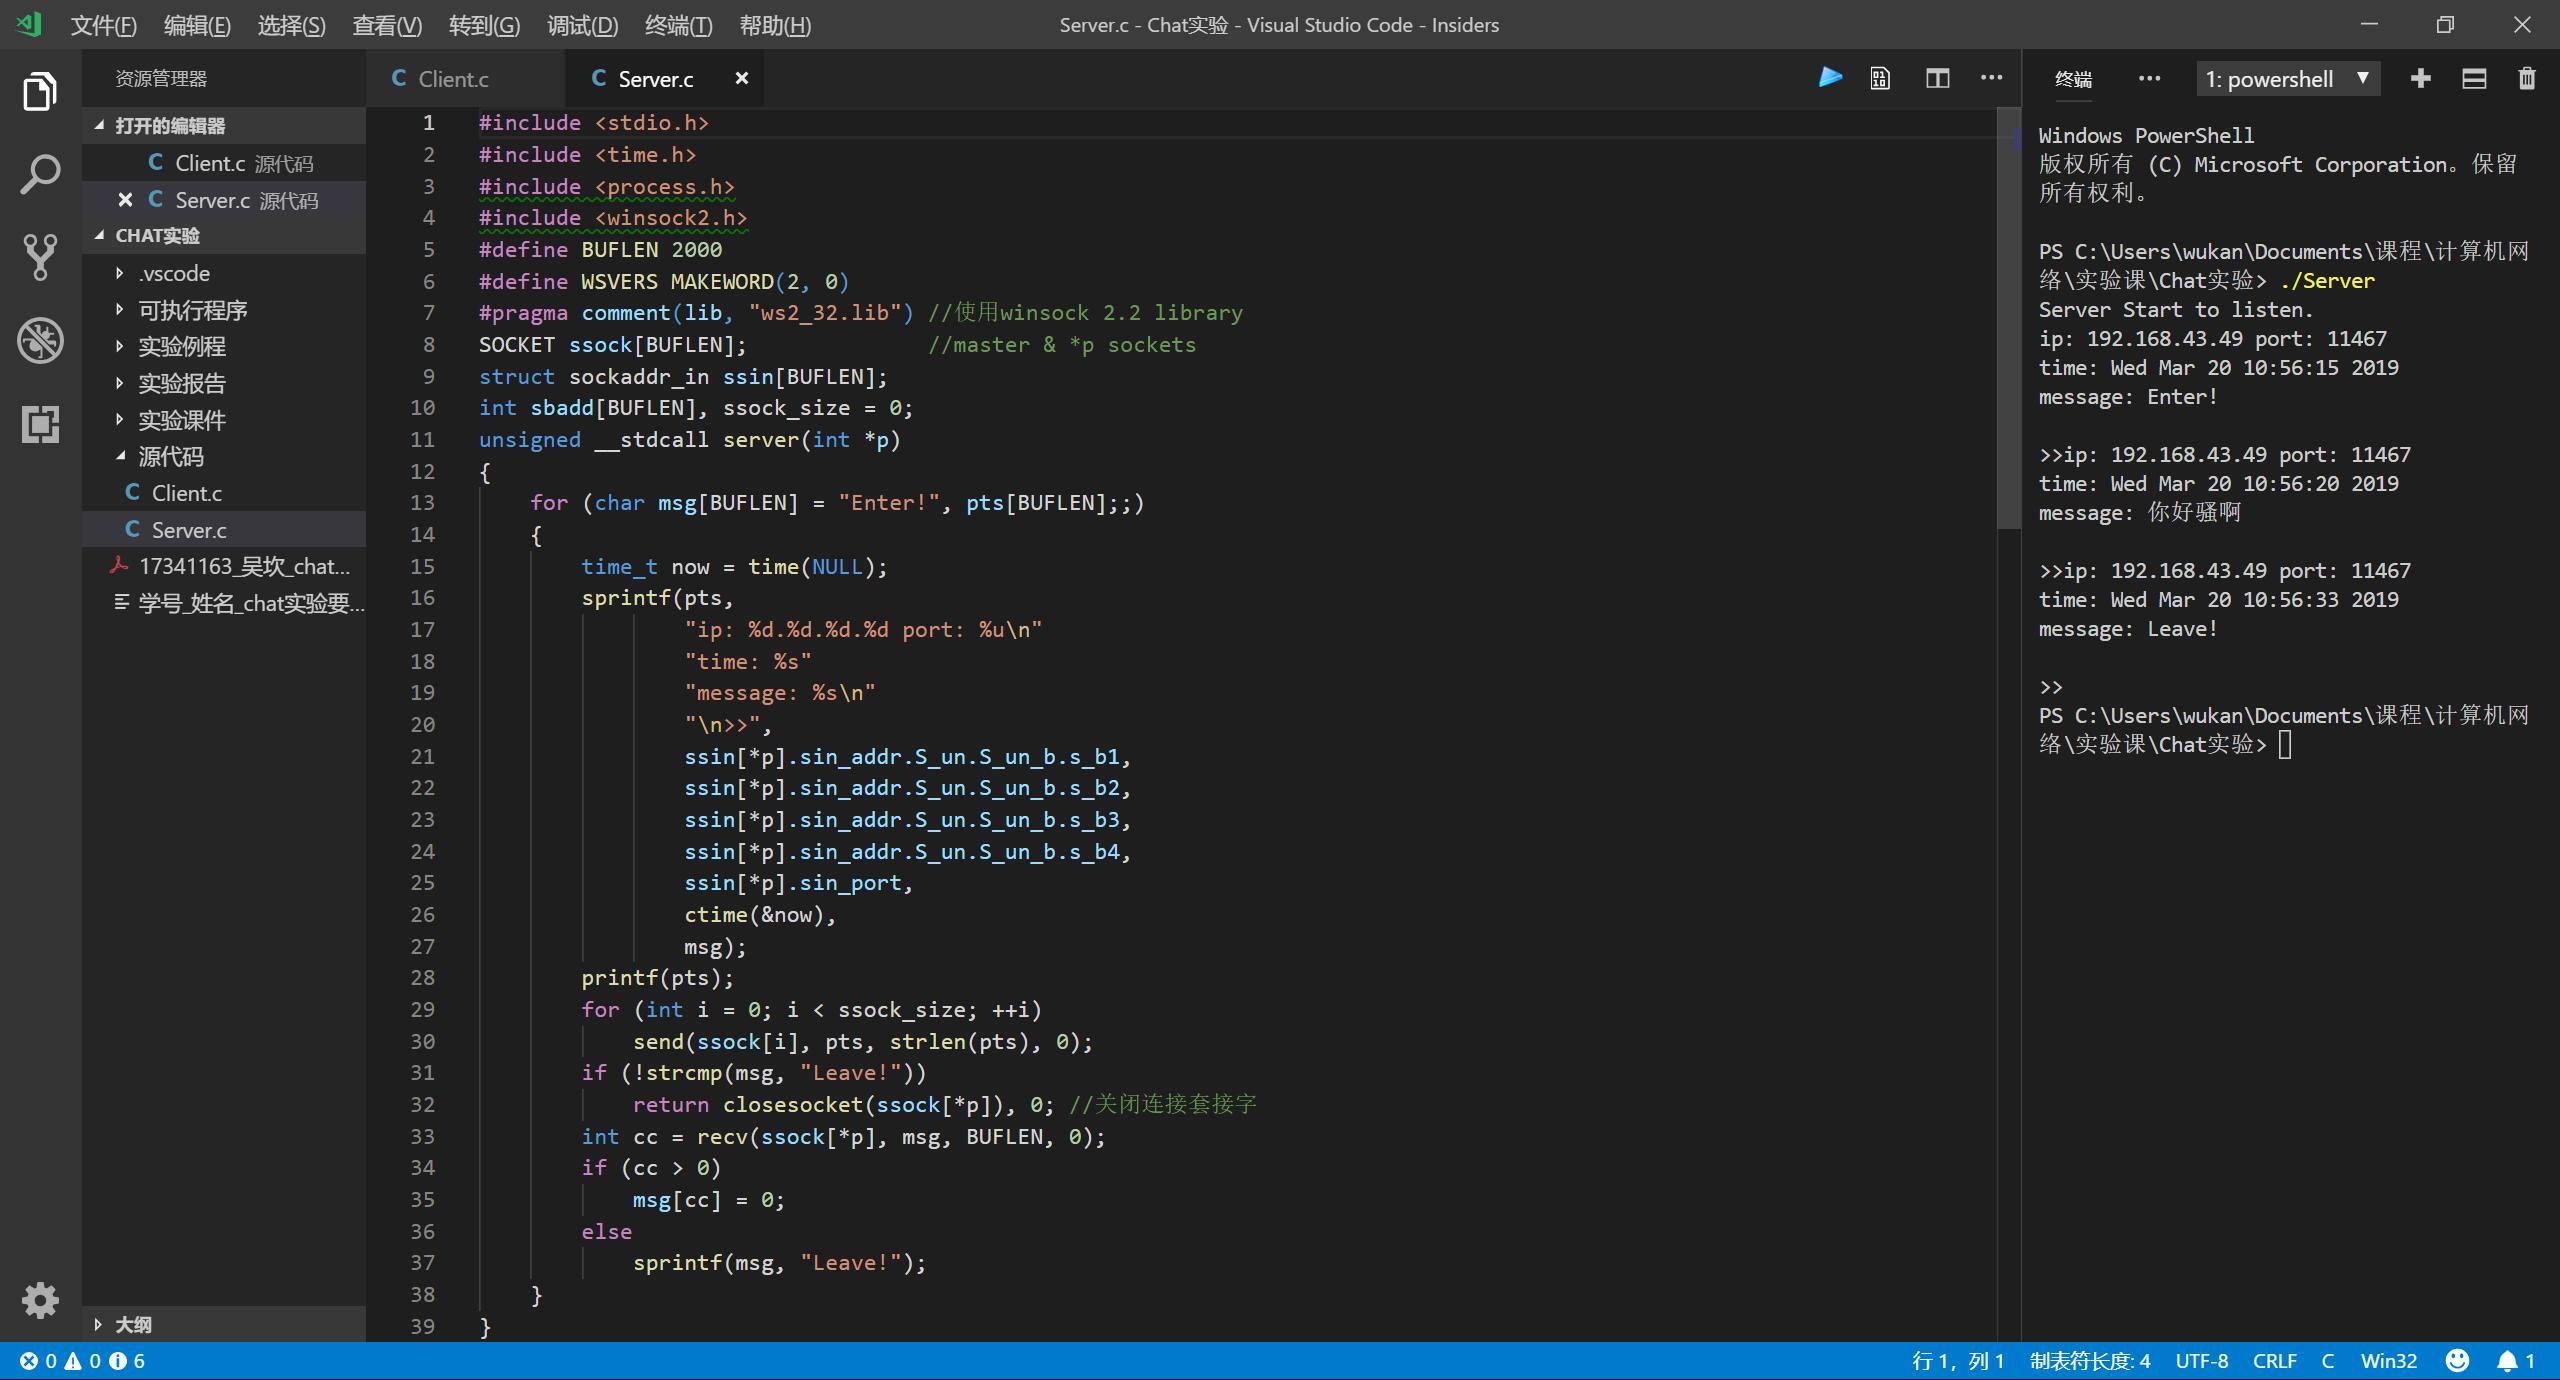 文件(F) 编辑(E) 选择(S) 查看(V) 转到(G) 调试(D) 终端(T) 帮助(H) Server.c - Chat实验 - Visual Studio Code - Insiders
资源管理器
打开的编辑器
Client.c 源代码
Server.c 源代码
CHAT实验
.vscode
可执行程序
实验例程
实验报告
实验课件
源代码
Client.c
Server.c
17341163_吴坎_chat...
学号_姓名_chat实验要...
大纲
Client.c Server.c
1 #include <stdio.h>
2 #include <time.h>
3 #include <process.h>
4 #include <winsock2.h>
5 #define BUFLEN 2000
6 #define WSVERS MAKEWORD(2, 0)
7 #pragma comment(lib, "ws2_32.lib") //使用winsock 2.2 library
8 SOCKET ssock[BUFLEN]; //master & *p sockets
9 struct sockaddr_in ssin[BUFLEN];
10 int sbadd[BUFLEN], ssock_size = 0;
11 unsigned __stdcall server(int *p)
12 {
13 for (char msg[BUFLEN] = "Enter!", pts[BUFLEN];;)
14 {
15 time_t now = time(NULL);
16 sprintf(pts,
17 "ip: %d.%d.%d.%d port: %u\n"
18 "time: %s"
19 "message: %s\n"
20 "\n>>",
21 ssin[*p].sin_addr.S_un.S_un_b.s_b1,
22 ssin[*p].sin_addr.S_un.S_un_b.s_b2,
23 ssin[*p].sin_addr.S_un.S_un_b.s_b3,
24 ssin[*p].sin_addr.S_un.S_un_b.s_b4,
25 ssin[*p].sin_port,
26 ctime(&now),
27 msg);
28 printf(pts);
29 for (int i = 0; i < ssock_size; ++i)
30 send(ssock[i], pts, strlen(pts), 0);
31 if (!strcmp(msg, "Leave!"))
32 return closesocket(ssock[*p]), 0; //关闭连接套接字
33 int cc = recv(ssock[*p], msg, BUFLEN, 0);
34 if (cc > 0)
35 msg[cc] = 0;
36 else
37 sprintf(msg, "Leave!");
38 }
39 }
终端 1: powershell
Windows PowerShell
版权所有 (C) Microsoft Corporation。保留
所有权利。
PS C:\Users\wukan\Documents\课程\计算机网
络\实验课\Chat实验> ./Server
Server Start to listen.
ip: 192.168.43.49 port: 11467
time: Wed Mar 20 10:56:15 2019
message: Enter!
>>ip: 192.168.43.49 port: 11467
time: Wed Mar 20 10:56:20 2019
message: 你好骚啊
>>ip: 192.168.43.49 port: 11467
time: Wed Mar 20 10:56:33 2019
message: Leave!
>>
PS C:\Users\wukan\Documents\课程\计算机网
络\实验课\Chat实验>
0 0 6 行 1，列 1 制表符长度: 4 UTF-8 CRLF C Win32 1